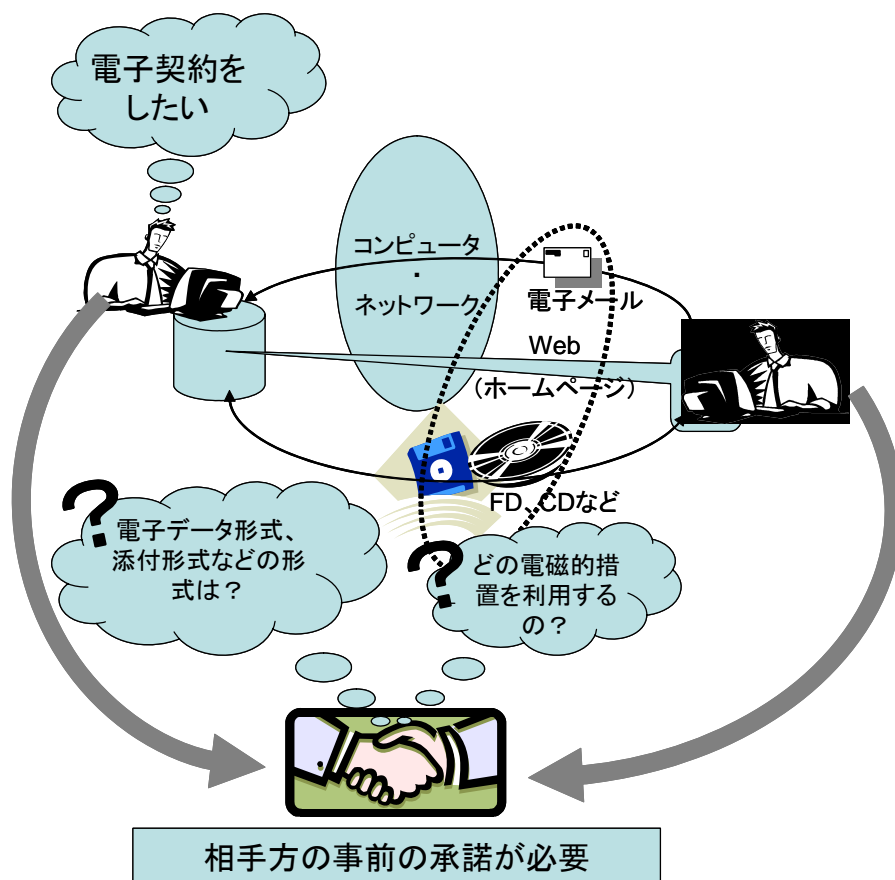 電子契約を
したい
コンピュータ
・
ネットワーク
電子メール
Web
（ホームページ）
FD、CDなど
？
電子データ形式、
添付形式などの形
式は？
？
どの電磁的措
置を利用する
の？
相手方の事前の承諾が必要